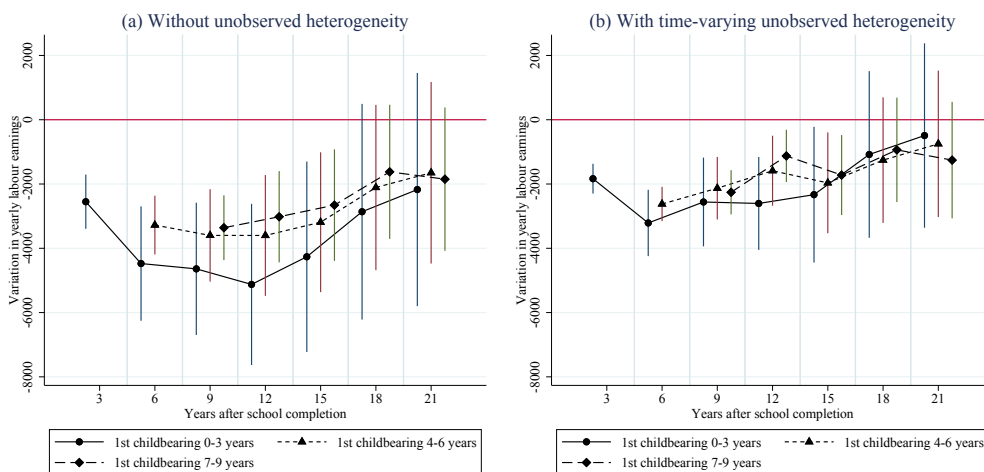 (a) Without unobserved heterogeneity
Variation in yearly labour earnings
2000
0
-2000
-4000
-6000
-8000
3 6 9 12 15 18 21
Years after school completion
1st childbearing 0-3 years 1st childbearing 4-6 years
1st childbearing 7-9 years
(b) With time-varying unobserved heterogeneity
Variation in yearly labour earnings
2000
0
-2000
-4000
-6000
-8000
3 6 9 12 15 18 21
Years after school completion
1st childbearing 0-3 years 1st childbearing 4-6 years
1st childbearing 7-9 years